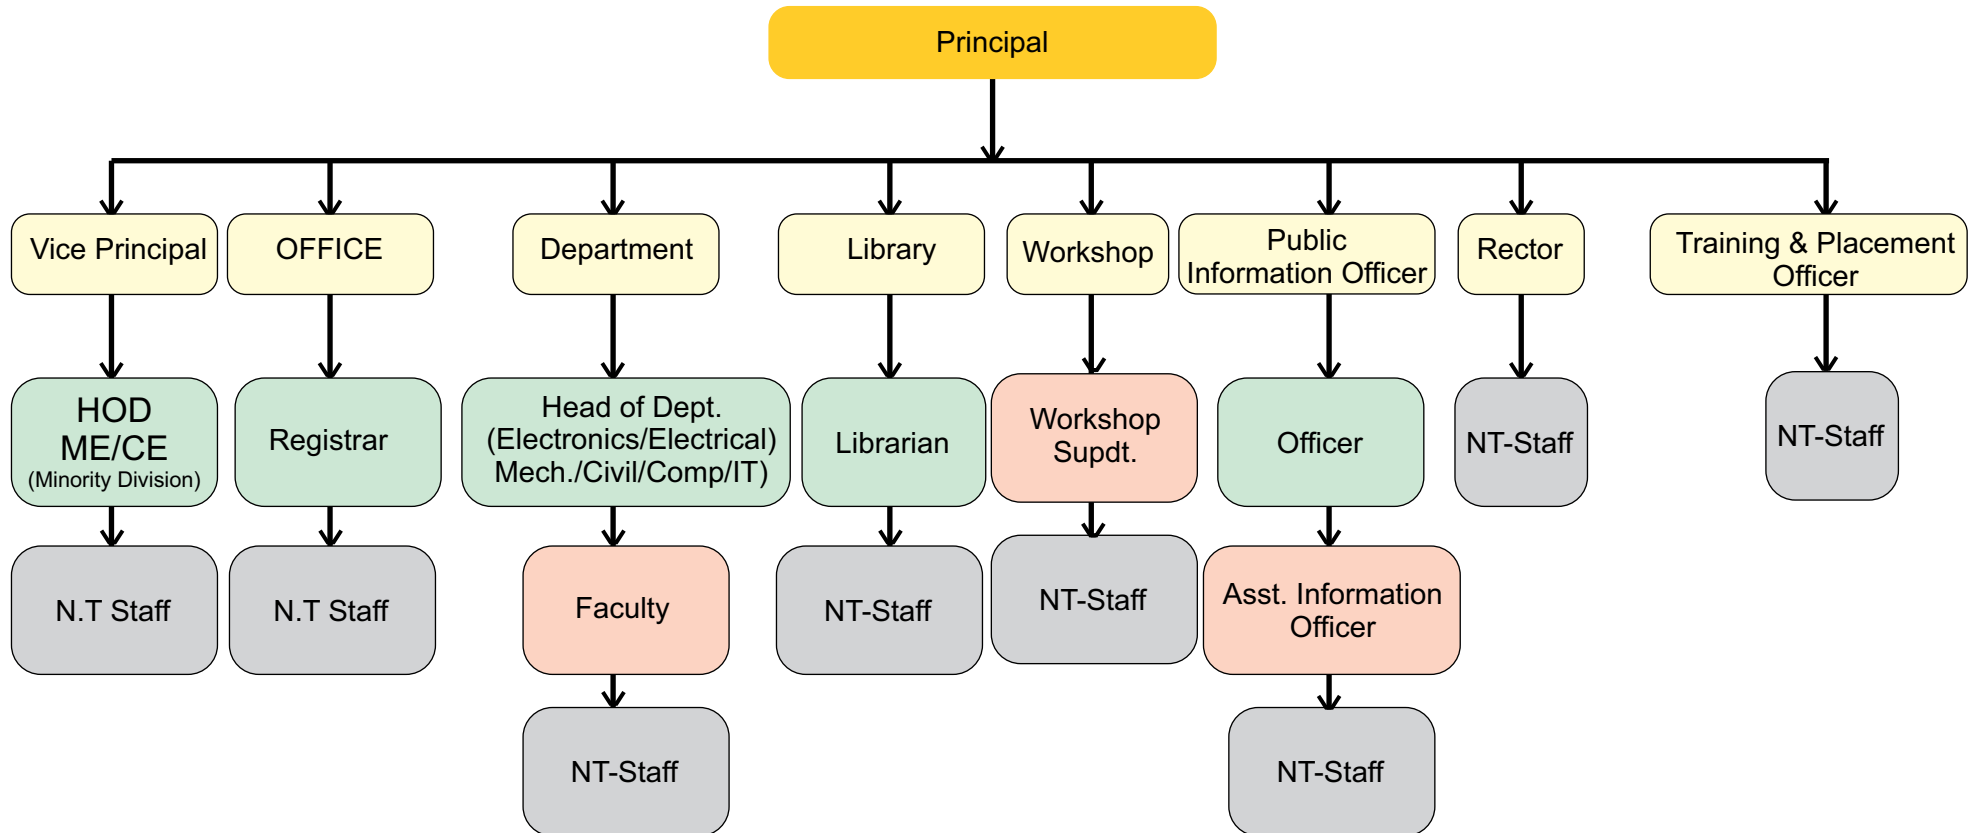 Principal
Vice Principal
OFFICE
Department
Library
Workshop
Public
Information Officer
Rector
Training & Placement
Officer
HOD
ME/CE
(Minority Division)
Registrar
Head of Dept.
(Electronics/Electrical)
Mech./Civil/Comp/IT)
Librarian
Workshop
Supdt.
Officer
NT-Staff
NT-Staff
N.T Staff
N.T Staff
Faculty
NT-Staff
NT-Staff
Asst. Information
Officer
NT-Staff
NT-Staff